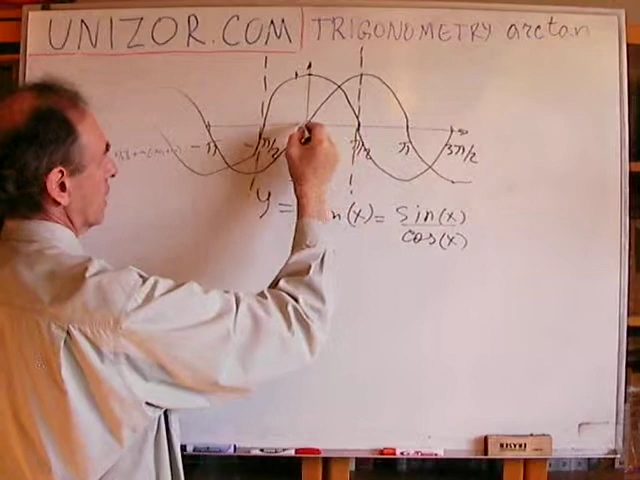 UNIZOR.COM TRIGONOMETRY arctan
-π -π/2 π/2 π 3π/2
y = n(x) = sin(x)
cos(x)